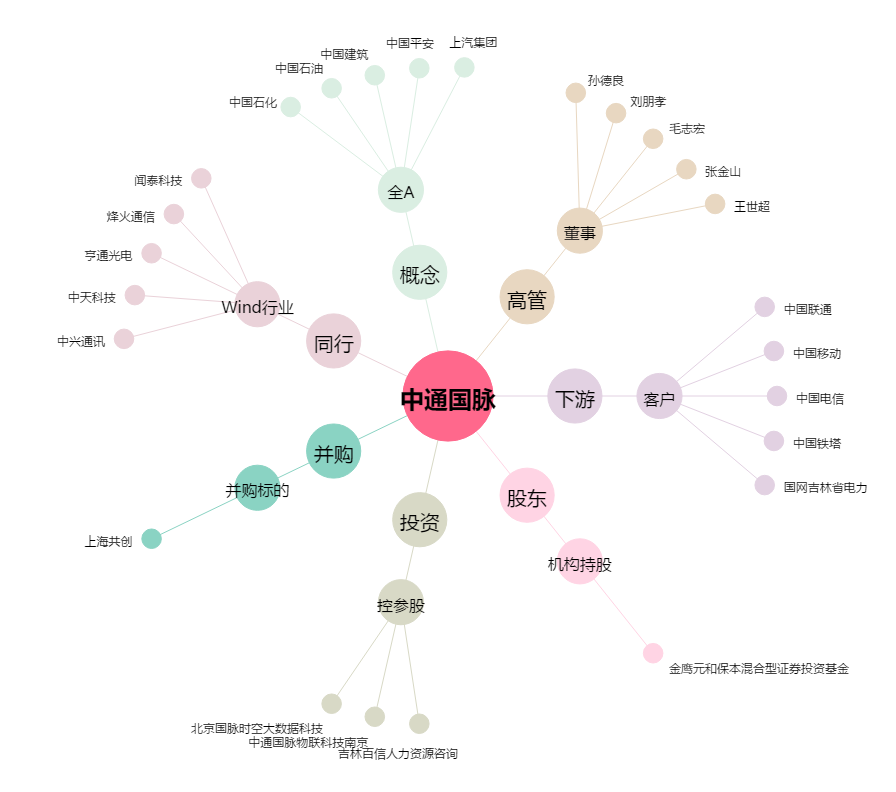 上汽集团
中国平安
中国建筑
中国石油
中国石化
全A
概念
孙德良
刘朋孝
毛志宏
张金山
王世超
董事
高管
闻泰科技
烽火通信
亨通光电
中天科技
中兴通讯
Wind行业
同行
中通国脉
下游
客户
中国联通
中国移动
中国电信
中国铁塔
国网吉林省电力
并购
并购标的
上海共创
投资
控参股
北京国脉时空大数据科技
中通国脉物联科技南京
吉林百信人力资源咨询
股东
机构持股
金鹰元和保本混合型证券投资基金